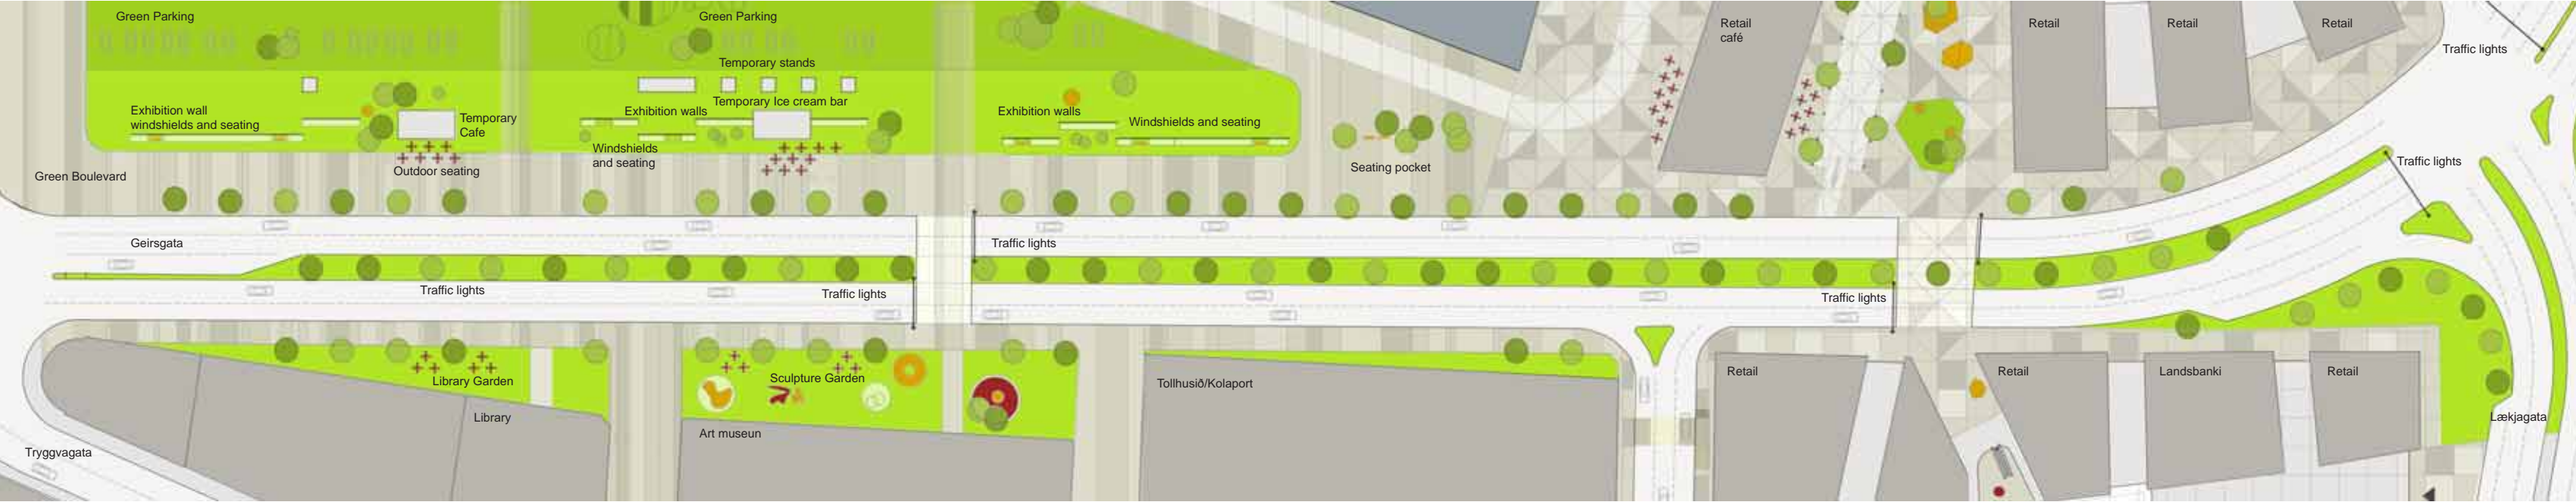 Green Parking
Green Parking
Retail
café
Retail
Retail
Retail
Traffic lights
Temporary stands
Temporary Ice cream bar
Exhibition wall
windshields and seating
Temporary
Cafe
Exhibition walls
Exhibition walls
Windshields and seating
Windshields
and seating
Outdoor seating
Seating pocket
Traffic lights
Green Boulevard
Geirsgata
Traffic lights
Traffic lights
Traffic lights
Traffic lights
Library Garden
Sculpture Garden
Tollhusið/Kolaport
Retail
Retail
Landsbanki
Retail
Library
Art museun
Lækjagata
Tryggvagata